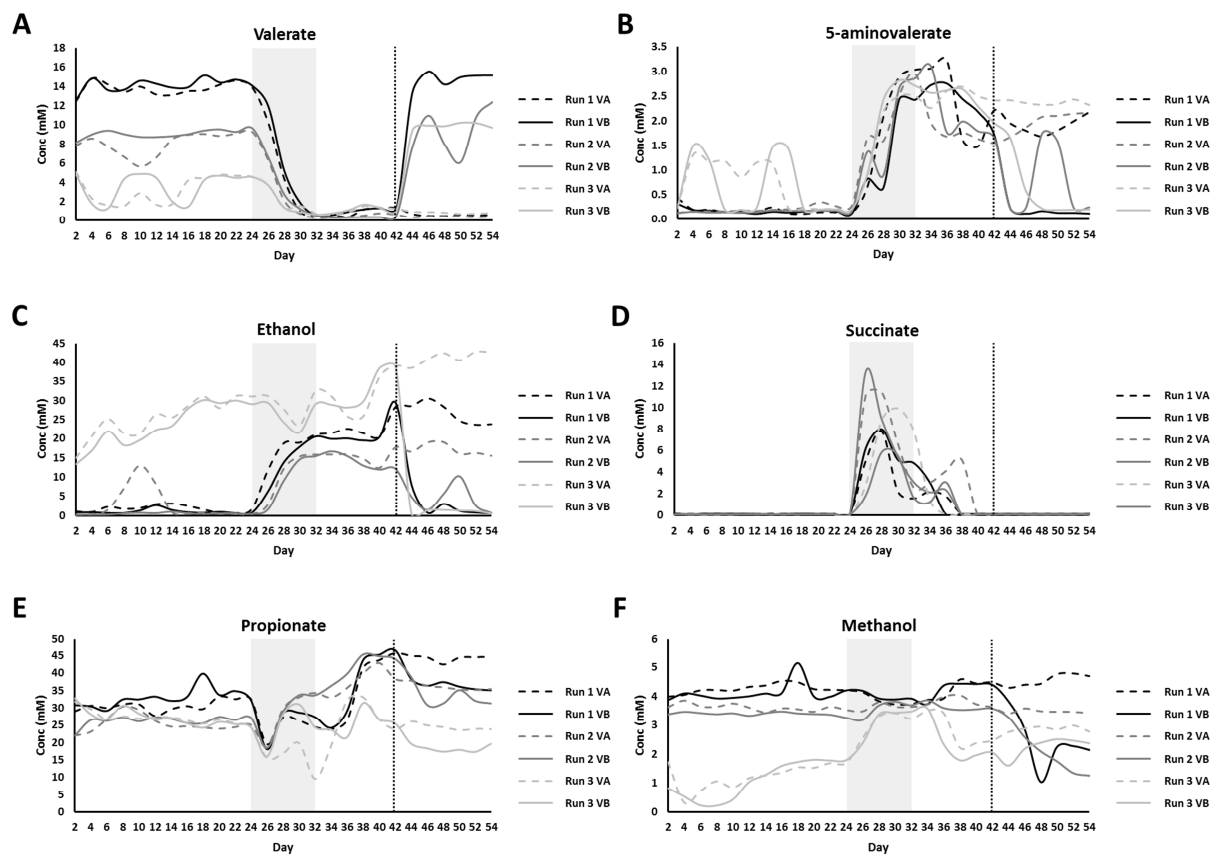 A
Valerate
Conc (mM)
18
16
14
12
10
8
6
4
2
0
2 4 6 8 10 12 14 16 18 20 22 24 26 28 30 32 34 36 38 40 42 44 46 48 50 52 54
Day
Run 1 VA
Run 1 VB
Run 2 VA
Run 2 VB
Run 3 VA
Run 3 VB
B
5-aminovalerate
Conc (mM)
3.5
3.0
2.5
2.0
1.5
1.0
0.5
0.0
2 4 6 8 10 12 14 16 18 20 22 24 26 28 30 32 34 36 38 40 42 44 46 48 50 52 54
Day
Run 1 VA
Run 1 VB
Run 2 VA
Run 2 VB
Run 3 VA
Run 3 VB
C
Ethanol
Conc (mM)
45
40
35
30
25
20
15
10
5
0
2 4 6 8 10 12 14 16 18 20 22 24 26 28 30 32 34 36 38 40 42 44 46 48 50 52 54
Day
Run 1 VA
Run 1 VB
Run 2 VA
Run 2 VB
Run 3 VA
Run 3 VB
D
Succinate
Conc (mM)
16
14
12
10
8
6
4
2
0
2 4 6 8 10 12 14 16 18 20 22 24 26 28 30 32 34 36 38 40 42 44 46 48 50 52 54
Day
Run 1 VA
Run 1 VB
Run 2 VA
Run 2 VB
Run 3 VA
Run 3 VB
E
Propionate
Conc (mM)
50
45
40
35
30
25
20
15
10
5
0
2 4 6 8 10 12 14 16 18 20 22 24 26 28 30 32 34 36 38 40 42 44 46 48 50 52 54
Day
Run 1 VA
Run 1 VB
Run 2 VA
Run 2 VB
Run 3 VA
Run 3 VB
F
Methanol
Conc (mM)
6
5
4
3
2
1
0
2 4 6 8 10 12 14 16 18 20 22 24 26 28 30 32 34 36 38 40 42 44 46 48 50 52 54
Day
Run 1 VA
Run 1 VB
Run 2 VA
Run 2 VB
Run 3 VA
Run 3 VB